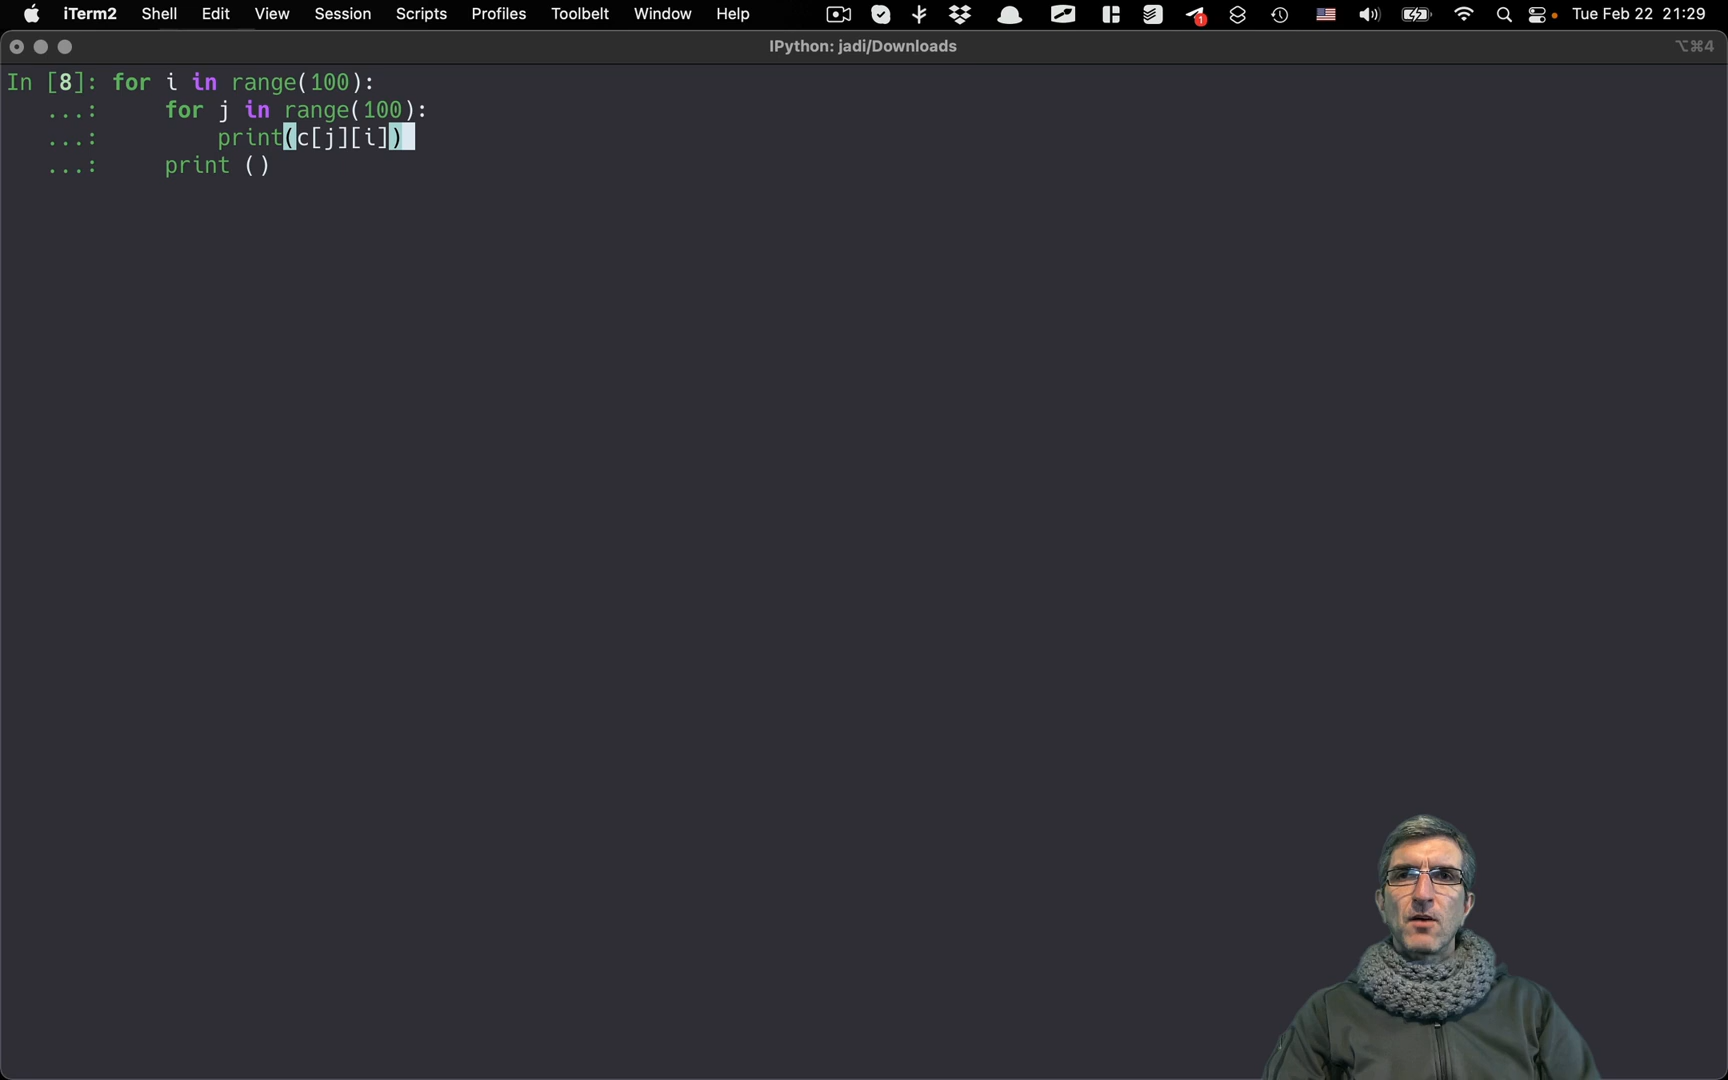 iTerm2 Shell Edit View Session Scripts Profiles Toolbelt Window Help 1 Tue Feb 22 21:29
IPython: jadi/Downloads ⌥⌘4
In [8]: for i in range(100):
...: for j in range(100):
...: print(c[j][i])
...: print ()